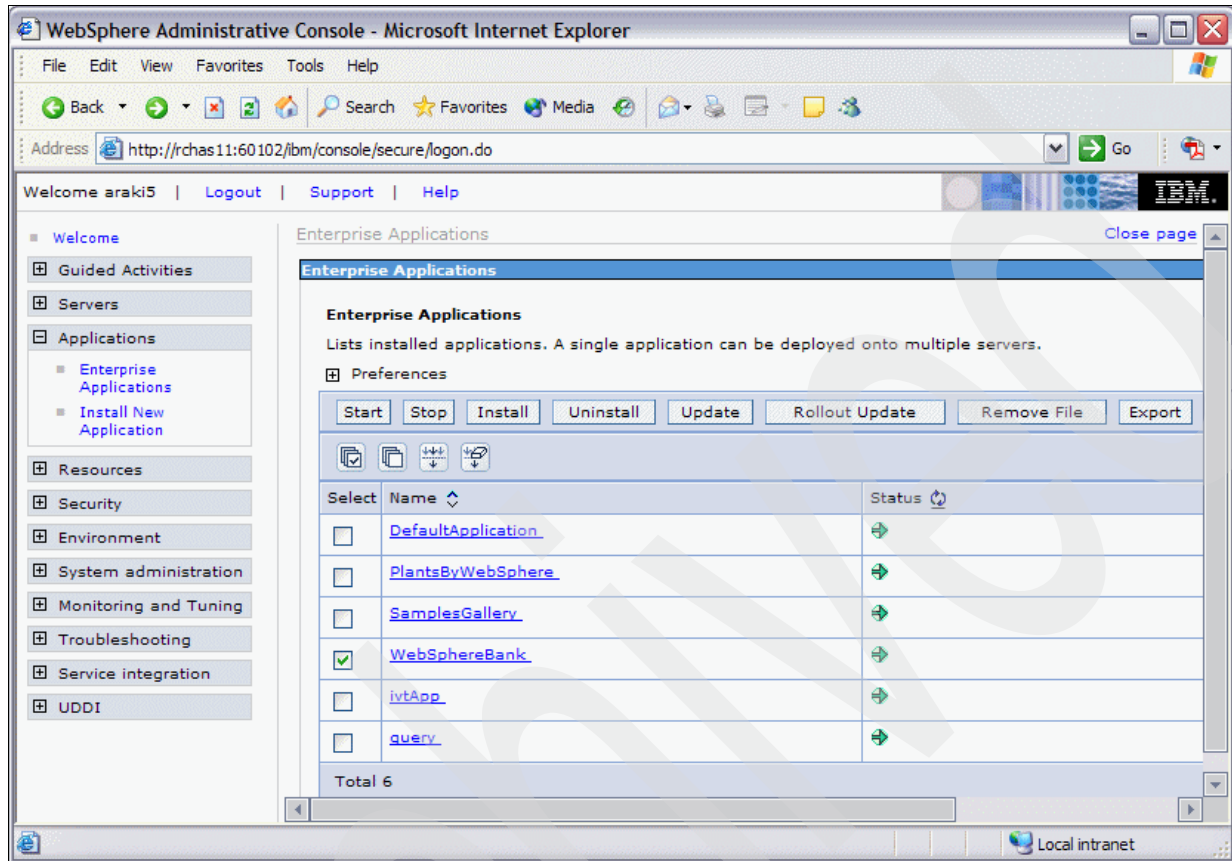 WebSphere Administrative Console - Microsoft Internet Explorer
File Edit View Favorites Tools Help
Back Search Favorites Media
Address http://rchas11:60102/ibm/console/secure/logon.do Go
Welcome araki5 | Logout | Support | Help IBM.
Welcome
Guided Activities
Servers
Applications
Enterprise
Applications
Install New
Application
Resources
Security
Environment
System administration
Monitoring and Tuning
Troubleshooting
Service integration
UDDI
Enterprise Applications Close page
Enterprise Applications
Enterprise Applications
Lists installed applications. A single application can be deployed onto multiple servers.
Preferences
Start Stop Install Uninstall Update Rollout Update Remove File Export
Select Name Status
DefaultApplication
PlantsByWebSphere
SamplesGallery
WebSphereBank
ivtApp
query
Total 6
Local intranet